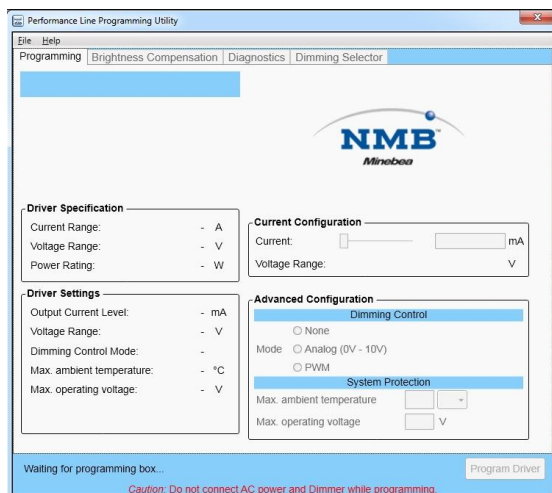 Performance Line Programming Utility
File Help
Programming Brightness Compensation Diagnostics Dimming Selector
NMB™
Minebea
Driver Specification
Current Range: - A
Voltage Range: - V
Power Rating: - W
Current Configuration
Current: mA
Voltage Range: V
Driver Settings
Output Current Level: - mA
Voltage Range: - V
Dimming Control Mode: -
Max. ambient temperature: - °C
Max. operating voltage: - V
Advanced Configuration
Dimming Control
None
Mode Analog (0V - 10V)
PWM
System Protection
Max. ambient temperature
Max. operating voltage V
Waiting for programming box...
Program Driver
Caution: Do not connect AC power and Dimmer while programming.